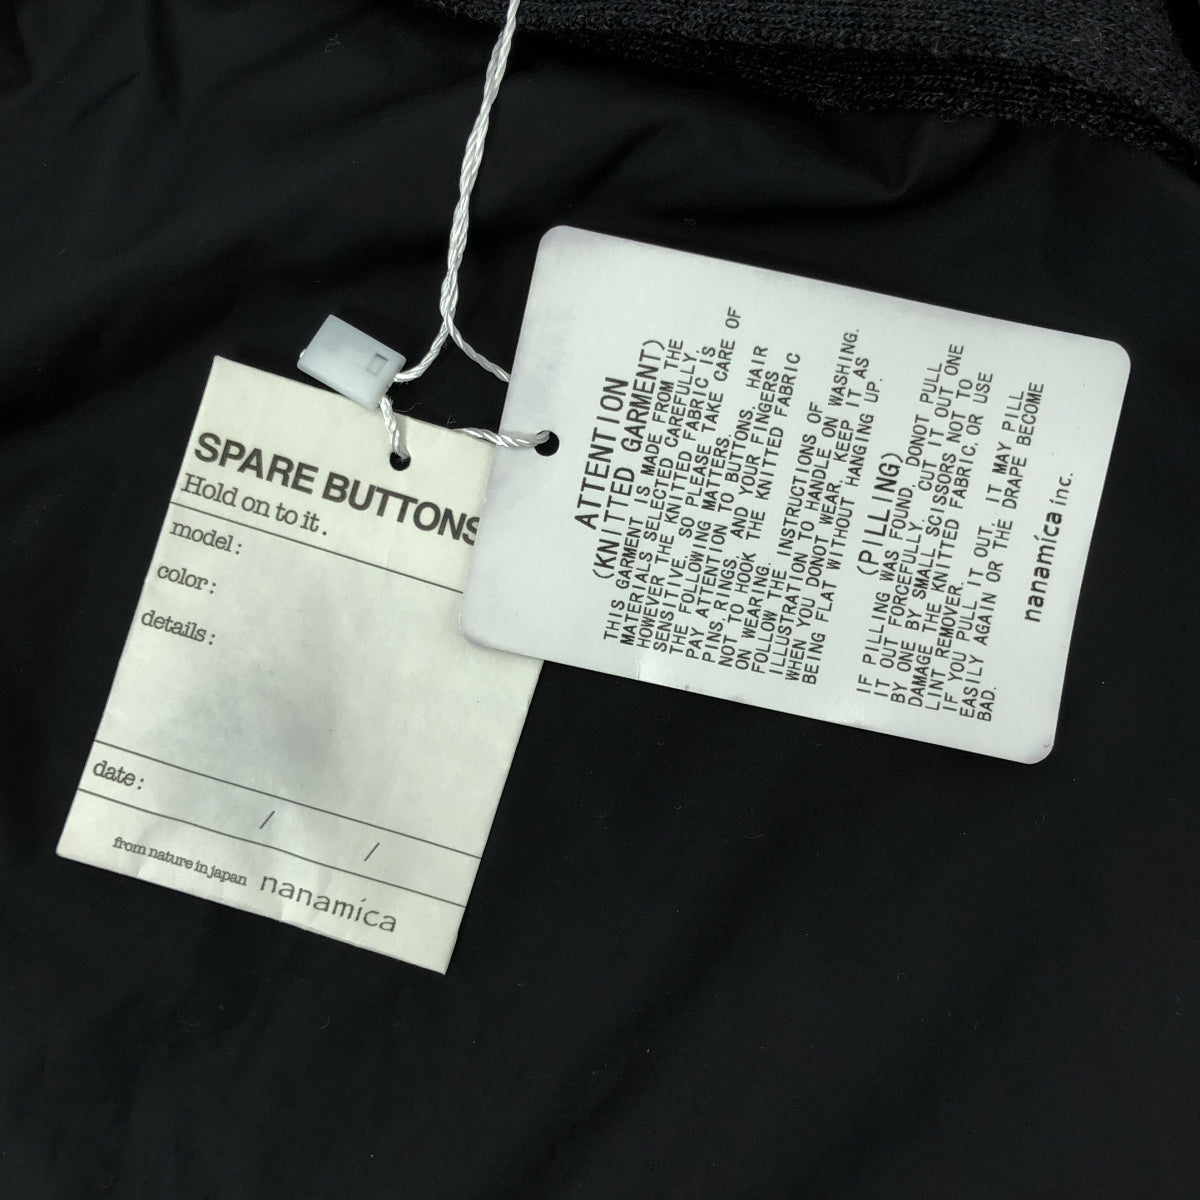 SPARE BUTTONS
Hold on to it.
model:
color:
details:
date:
/ /
from nature in japan nanamíca
ATTENTION
(KNITTED GARMENT)
THIS GARMENT IS MADE FROM THE
MATERIALS SELECTED CAREFULLY.
HOWEVER THE KNITTED FABRIC IS
SENSITIVE, SO PLEASE TAKE CARE OF
THE FOLLOWING MATTERS.
PAY ATTENTION TO BUTTONS, HAIR
PINS, RINGS, AND YOUR FINGERS
NOT TO HOOK THE KNITTED FABRIC
ON WEARING.
FOLLOW THE INSTRUCTIONS OF
ILLUSTRATION TO HANDLE ON WASHING.
WHEN YOU DONOT WEAR, KEEP IT AS
BEING FLAT WITHOUT HANGING UP.
(PILLING)
IF PILLING WAS FOUND, DONOT PULL
IT OUT FORCEFULLY. CUT IT OUT ONE
BY ONE BY SMALL SCISSORS NOT TO
DAMAGE THE KNITTED FABRIC, OR USE
LINT REMOVER.
IF YOU PULL IT OUT, IT MAY PILL
EASILY AGAIN OR THE DRAPE BECOME
BAD.
nanamíca inc.